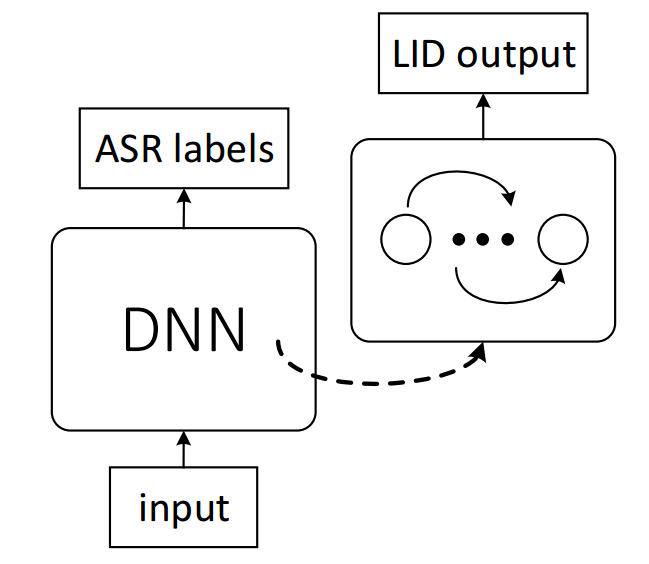 LID output
ASR labels
DNN
input